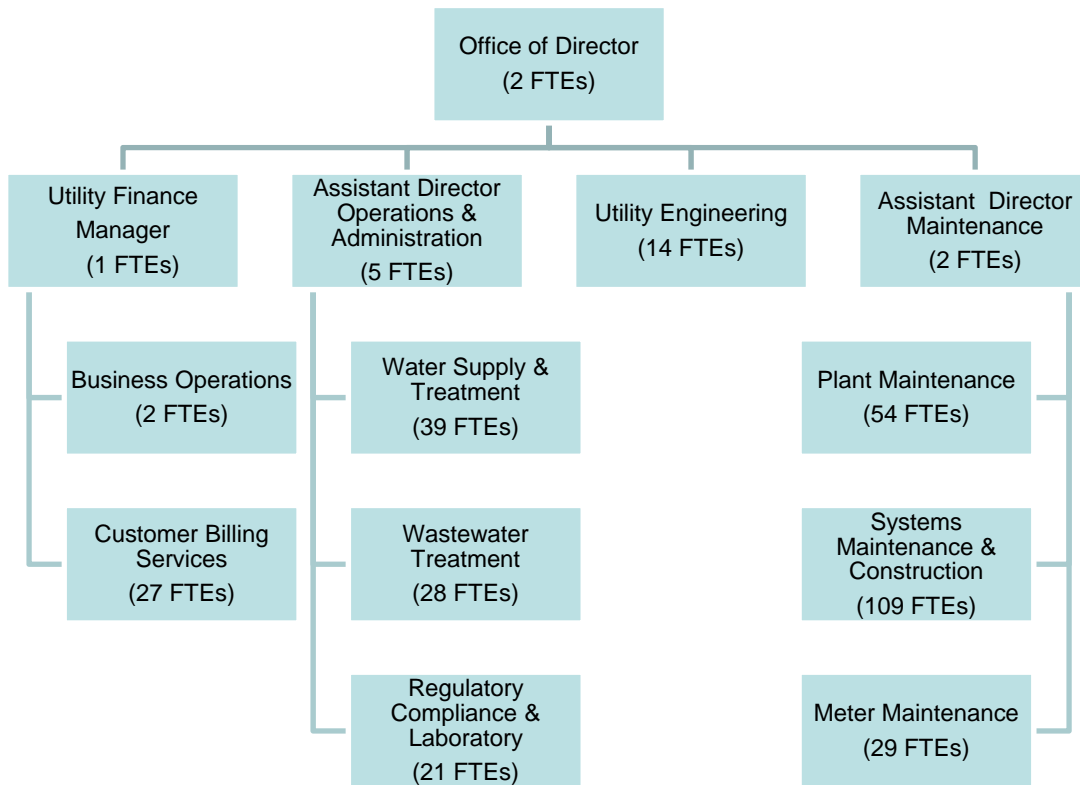 Office of Director
(2 FTEs)
Utility Finance
Manager
(1 FTEs)
Assistant Director
Operations &
Administration
(5 FTEs)
Utility Engineering
(14 FTEs)
Assistant  Director
Maintenance
(2 FTEs)
Business Operations
(2 FTEs)
Customer Billing
Services
(27 FTEs)
Water Supply &
Treatment
(39 FTEs)
Wastewater
Treatment
(28 FTEs)
Regulatory
Compliance &
Laboratory
(21 FTEs)
Plant Maintenance
(54 FTEs)
Systems
Maintenance &
Construction
(109 FTEs)
Meter Maintenance
(29 FTEs)